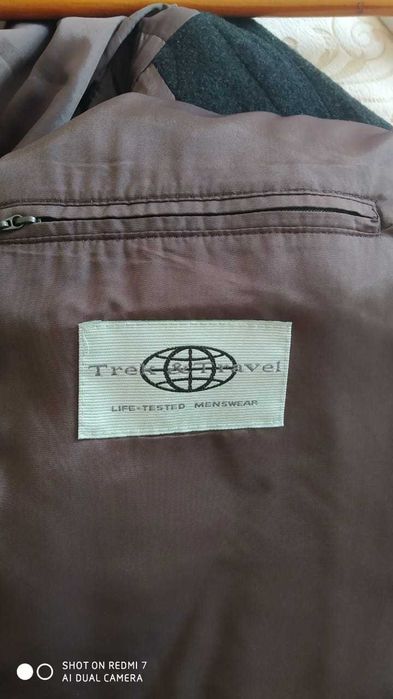 Trek & Travel
LIFE-TESTED MENSWEAR
SHOT ON REDMI 7
AI DUAL CAMERA